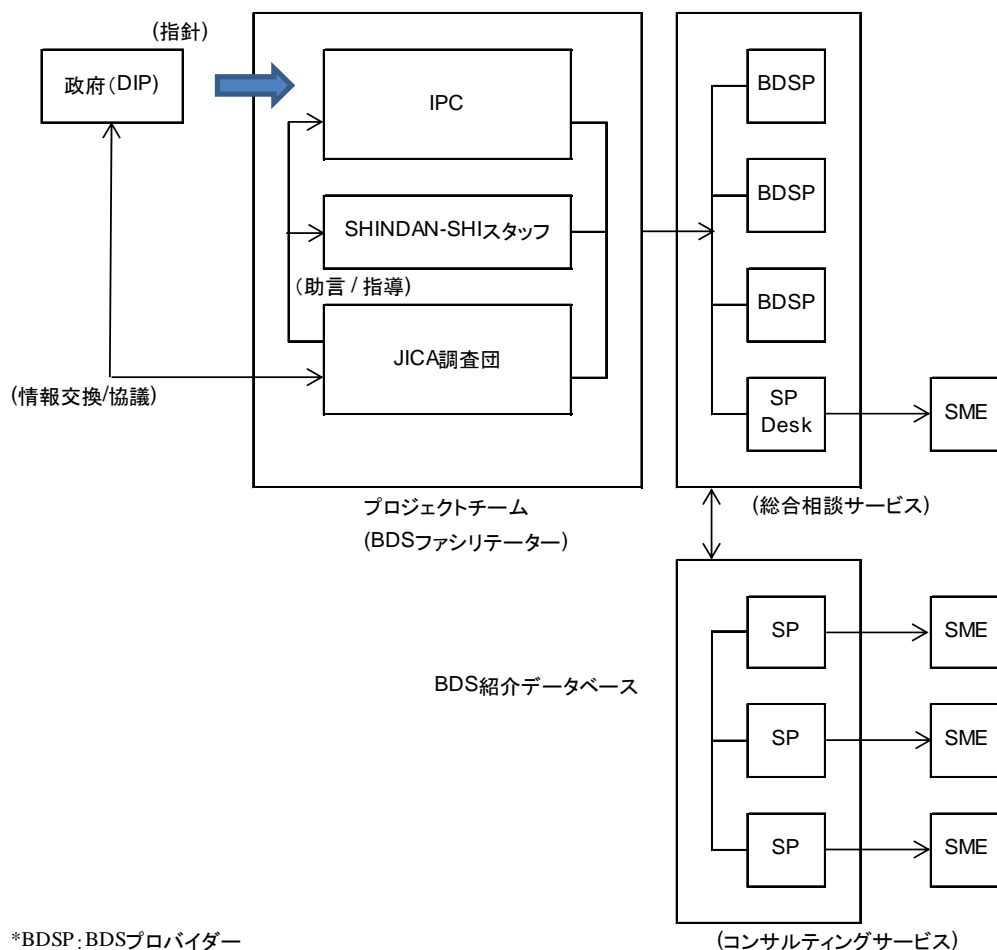 (指針)
政府(DIP)
IPC
SHINDAN-SHIスタッフ
(助言 / 指導)
JICA調査団
(情報交換/協議)
プロジェクトチーム
(BDSファシリテーター)
BDSP
BDSP
BDSP
SP
Desk
SME
(総合相談サービス)
BDS紹介データベース
SP
SME
SP
SME
SP
SME
(コンサルティングサービス)
*BDSP:BDSプロバイダー